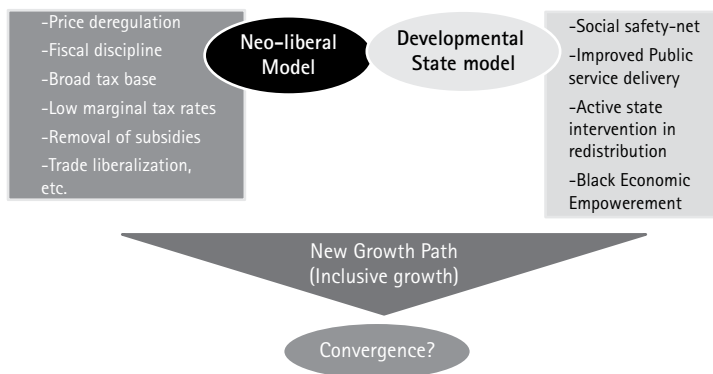 -Price deregulation
-Fiscal discipline
-Broad tax base
-Low marginal tax rates
-Removal of subsidies
-Trade liberalization,
etc.
Neo-liberal
Model
Developmental
State model
-Social safety-net
-Improved Public
service delivery
-Active state
intervention in
redistribution
-Black Economic
Empowerement
New Growth Path
(Inclusive growth)
Convergence?